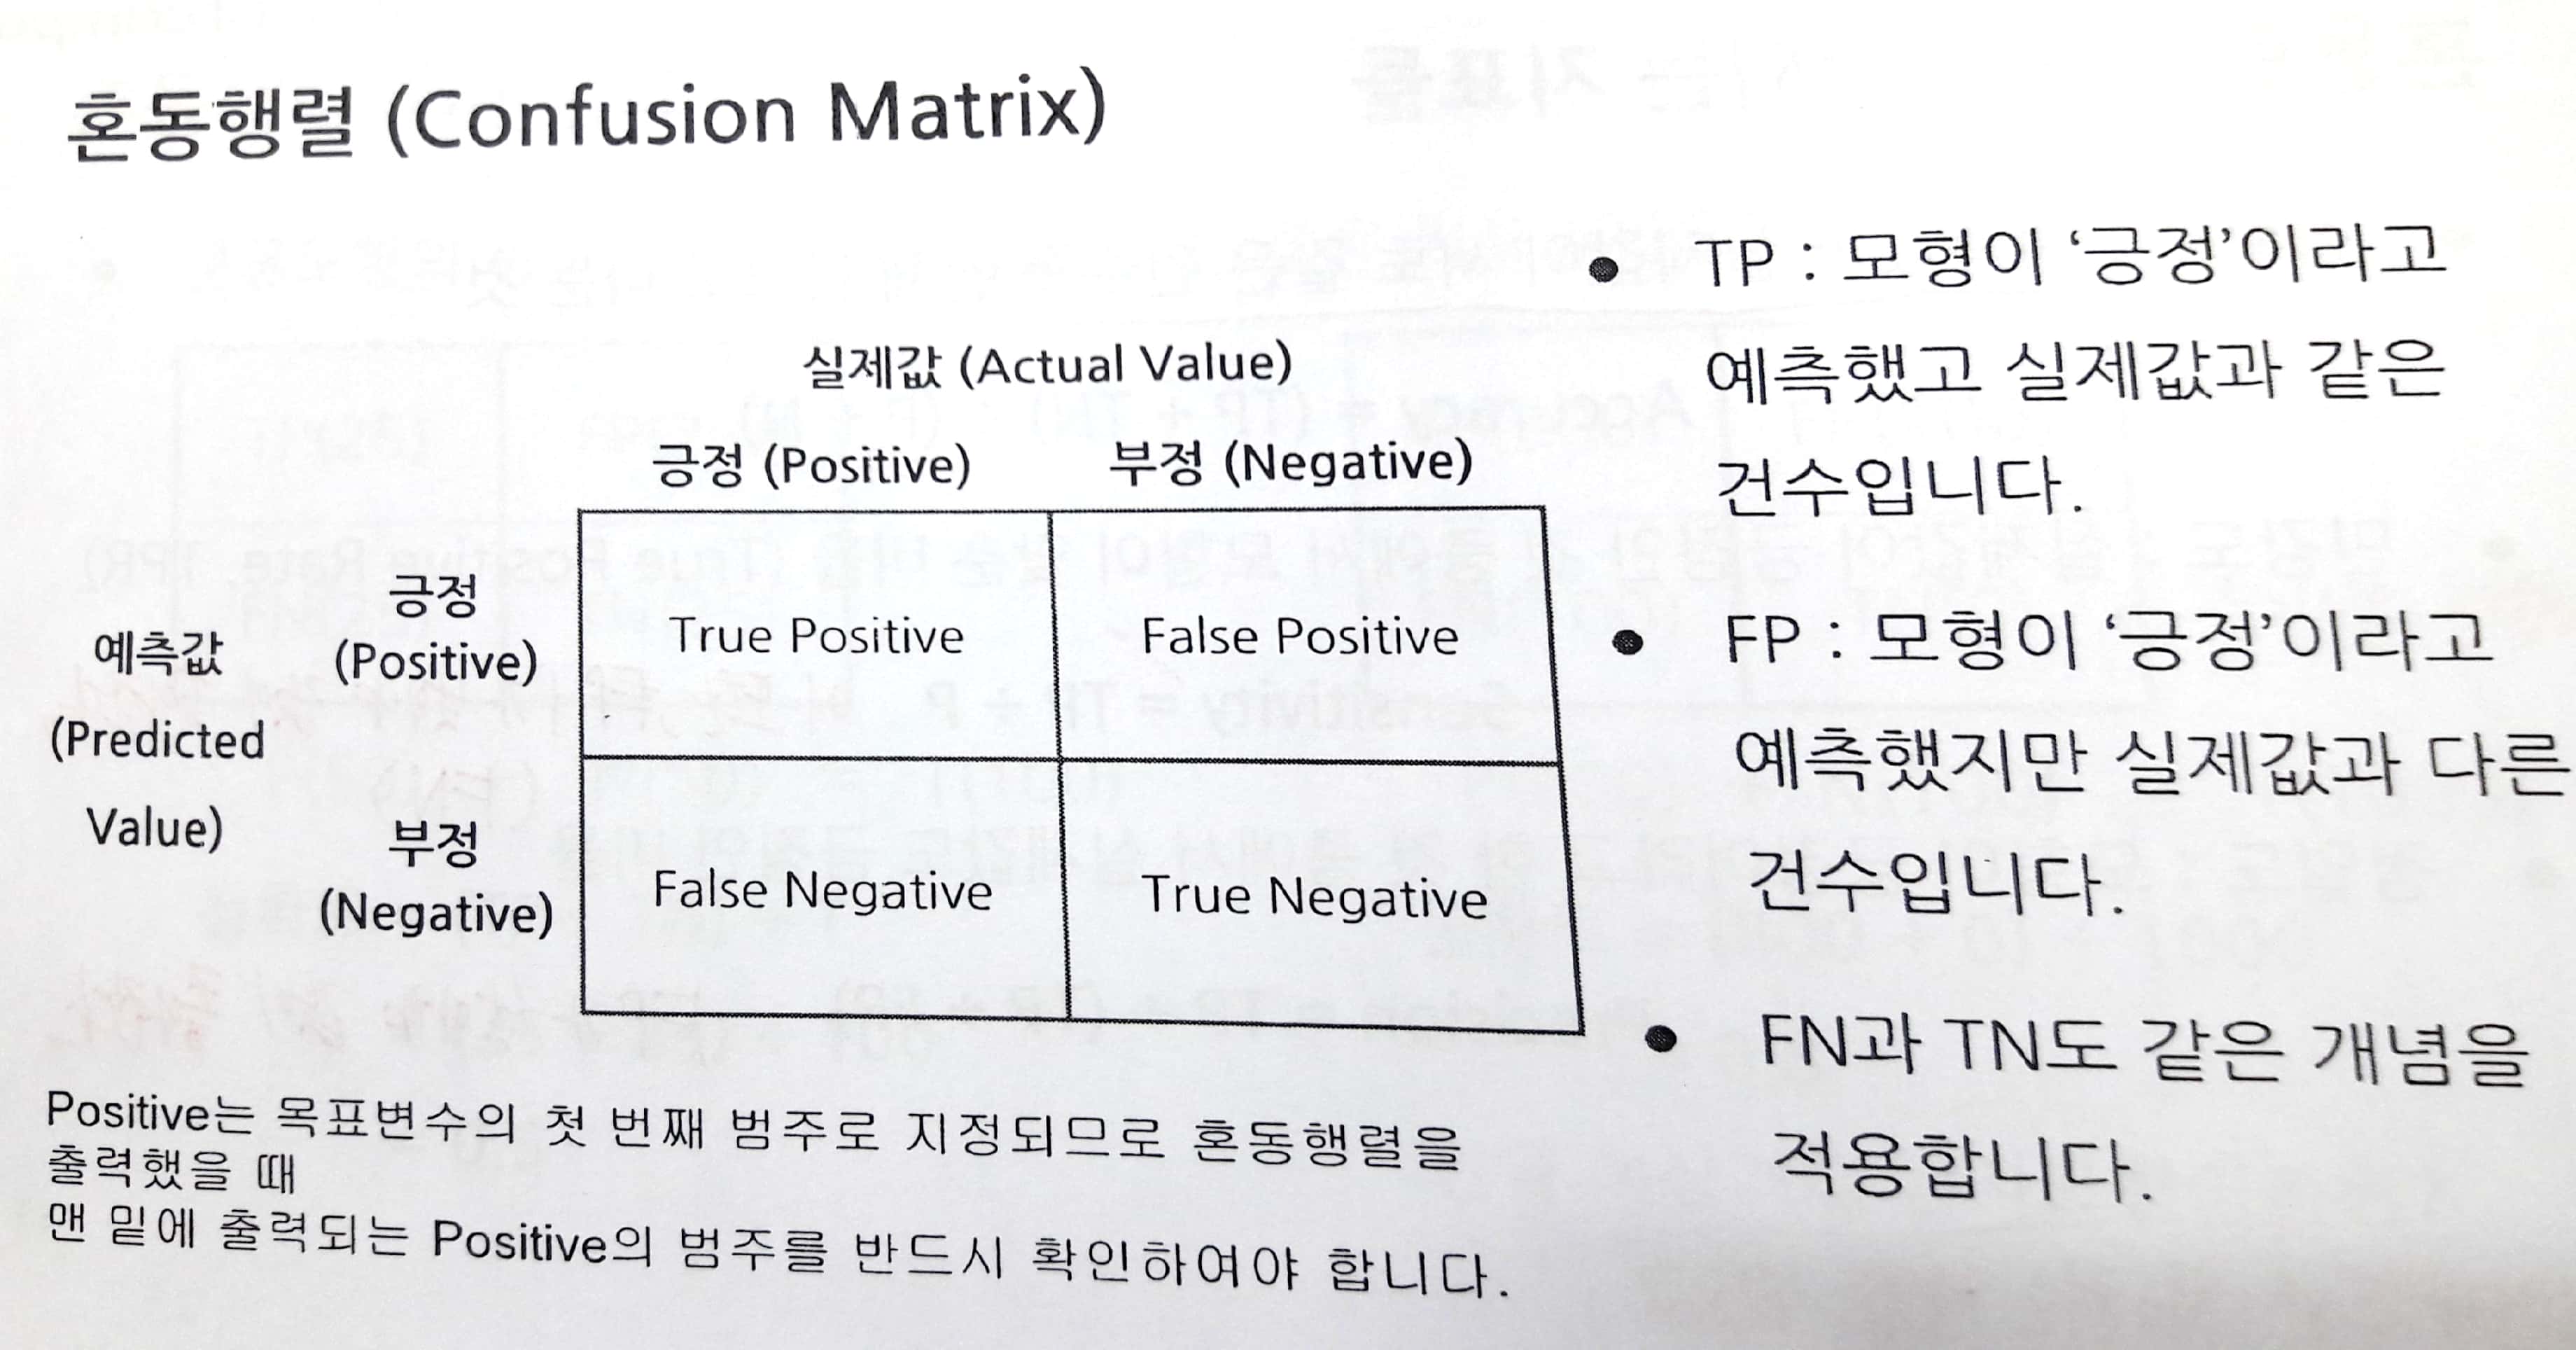 혼동행렬 (Confusion Matrix)
실제값 (Actual Value)
긍정 (Positive) 부정 (Negative)
예측값
(Predicted
Value)
긍정
(Positive)
True Positive False Positive
부정
(Negative)
False Negative True Negative
Positive는 목표변수의 첫 번째 범주로 지정되므로 혼동행렬을
출력했을 때
맨 밑에 출력되는 Positive의 범주를 반드시 확인하여야 합니다.
• TP : 모형이 ‘긍정’이라고
예측했고 실제값과 같은
건수입니다.
• FP : 모형이 ‘긍정’이라고
예측했지만 실제값과 다른
건수입니다.
• FN과 TN도 같은 개념을
적용합니다.